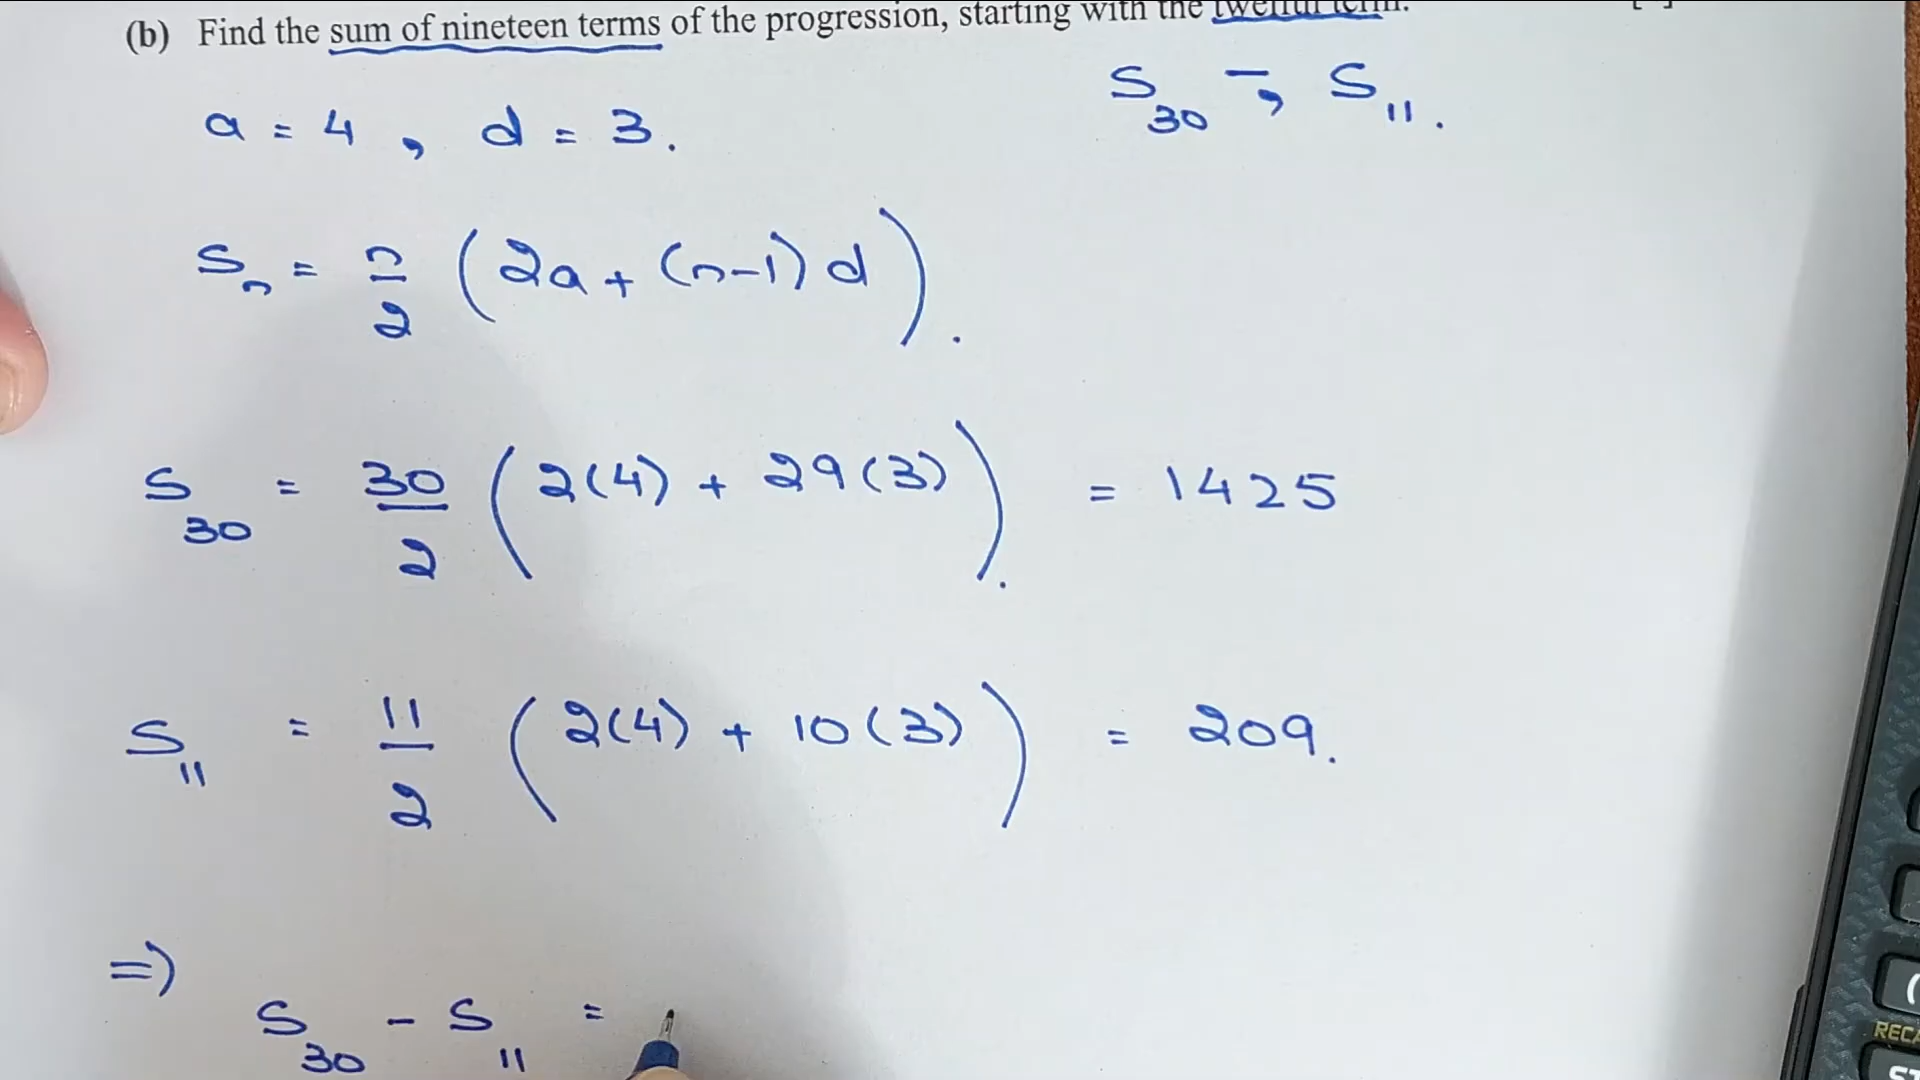 (b) Find the sum of nineteen terms of the progression, starting with the twelfth term. [ ]
S₃₀ - , S₁₁ .
a = 4 , d = 3 .
Sₙ = n/2 (2a + (n-1) d) .
S₃₀ = 30/2 (2(4) + 29(3)) . = 1425
S₁₁ = 11/2 (2(4) + 10(3)) = 209 .
=)
S₃₀ - S₁₁ =
(